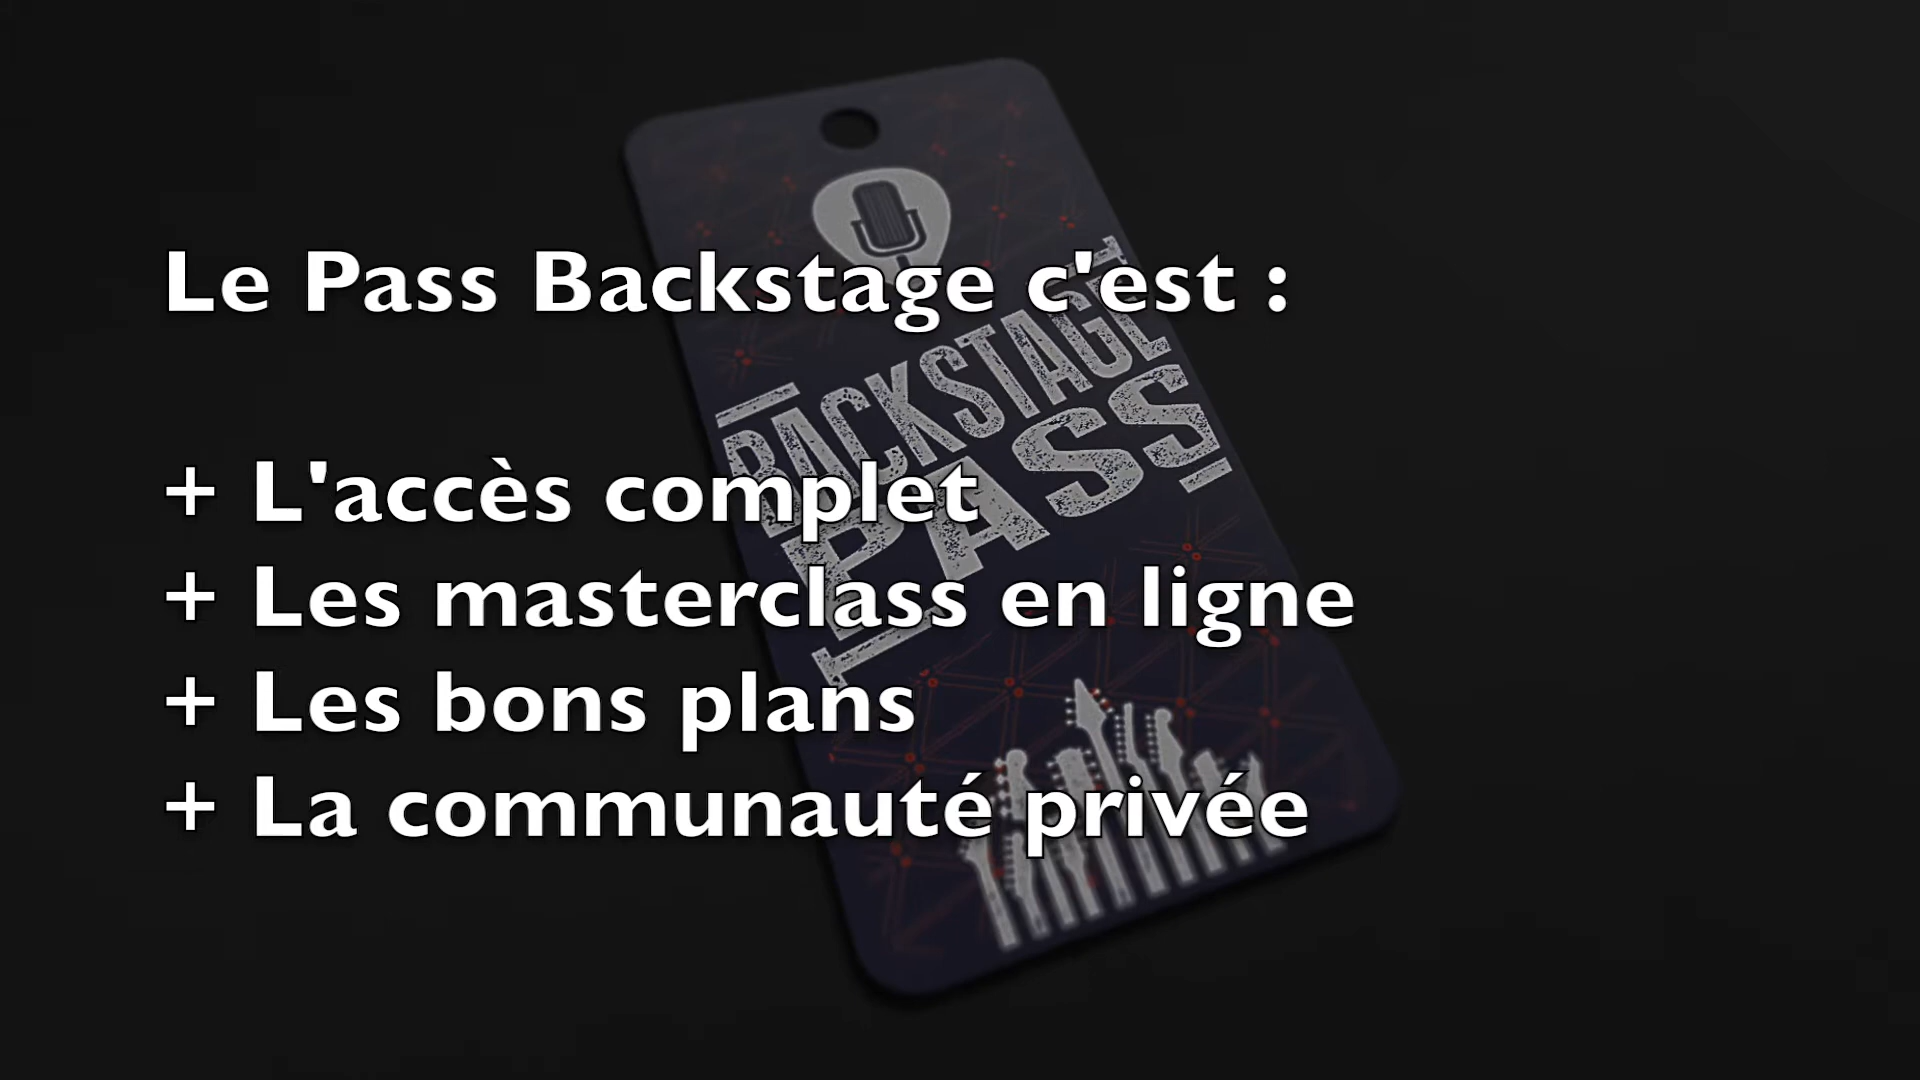 Le Pass Backstage c'est :
+ L'accès complet
+ Les masterclass en ligne
+ Les bons plans
+ La communauté privée
BACKSTAGE
PASS